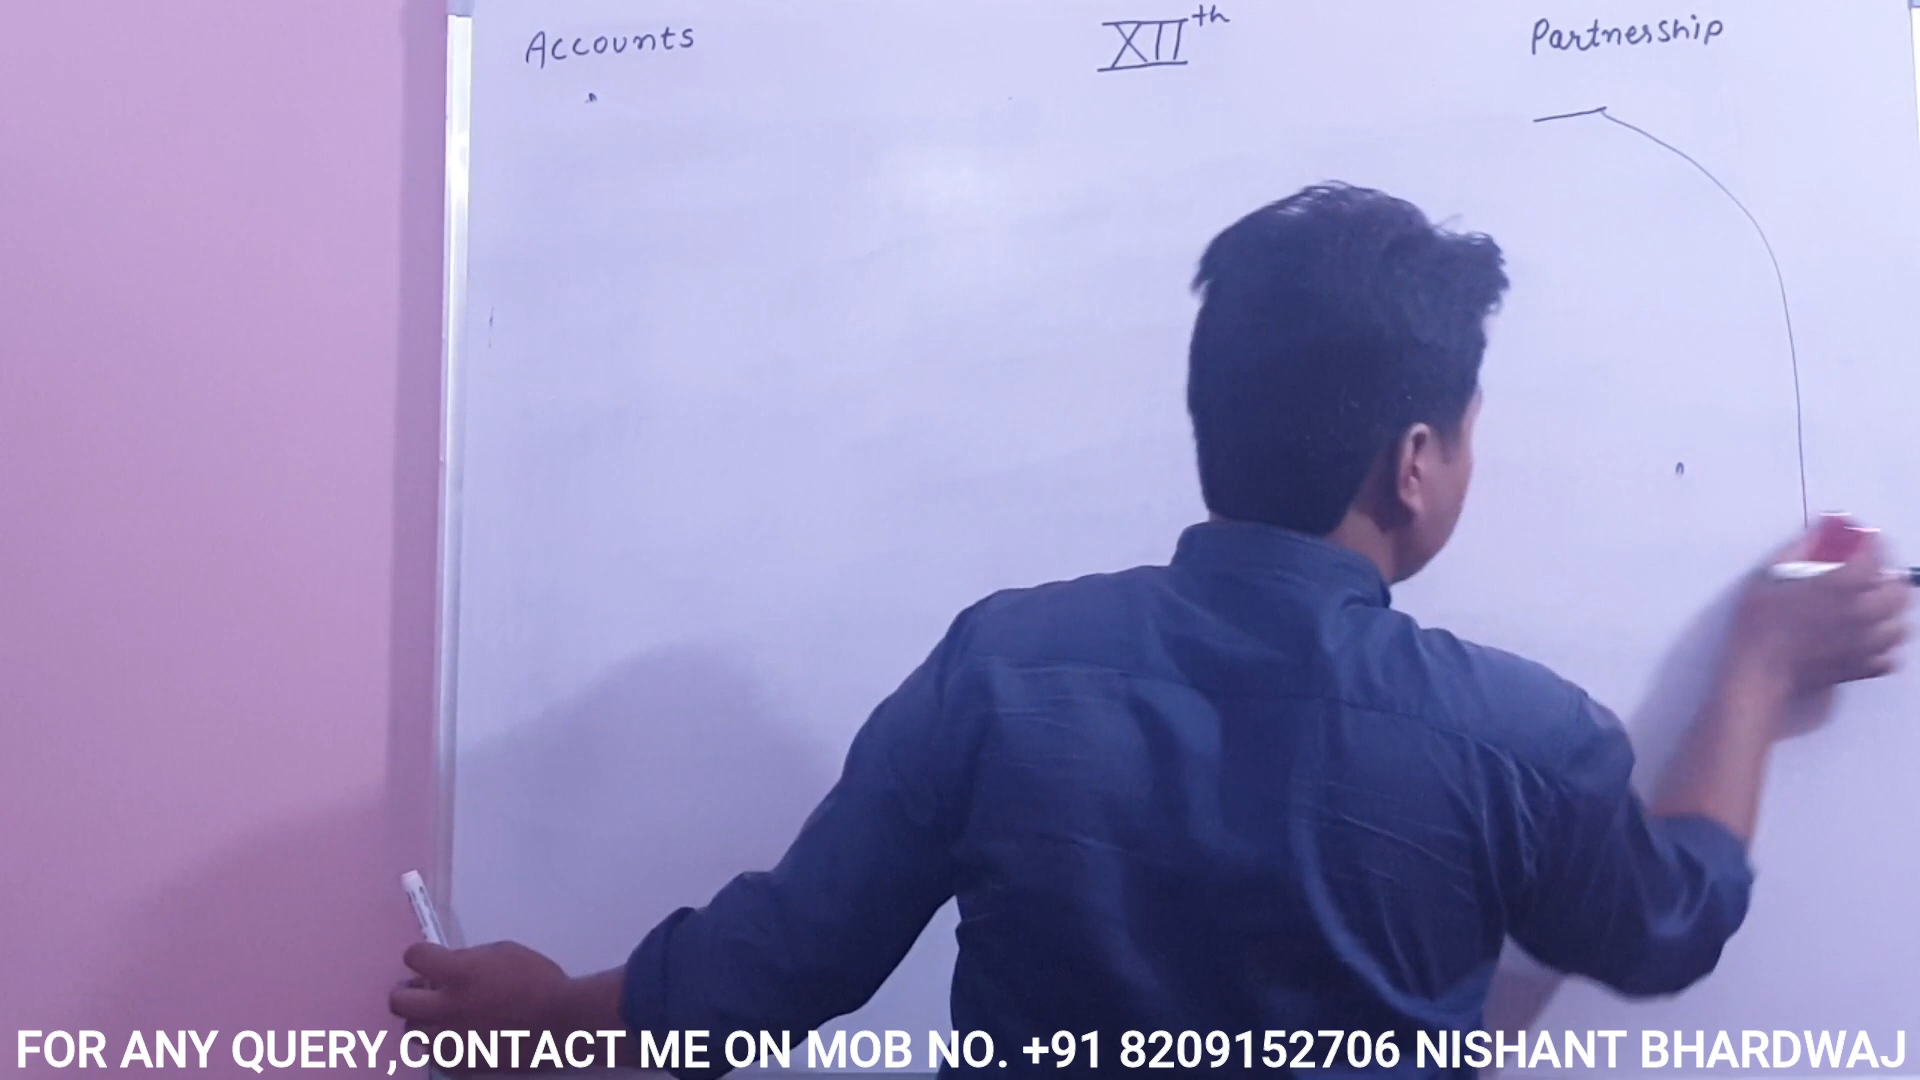 Accounts XIIth Partnership
FOR ANY QUERY,CONTACT ME ON MOB NO. +91 8209152706 NISHANT BHARDWAJ